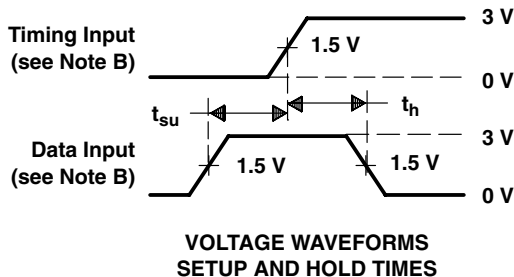 3 V
Timing Input
(see Note B)
1.5 V
0 V
tsu
th
3 V
Data Input
(see Note B)
1.5 V
1.5 V
0 V
VOLTAGE WAVEFORMS
SETUP AND HOLD TIMES